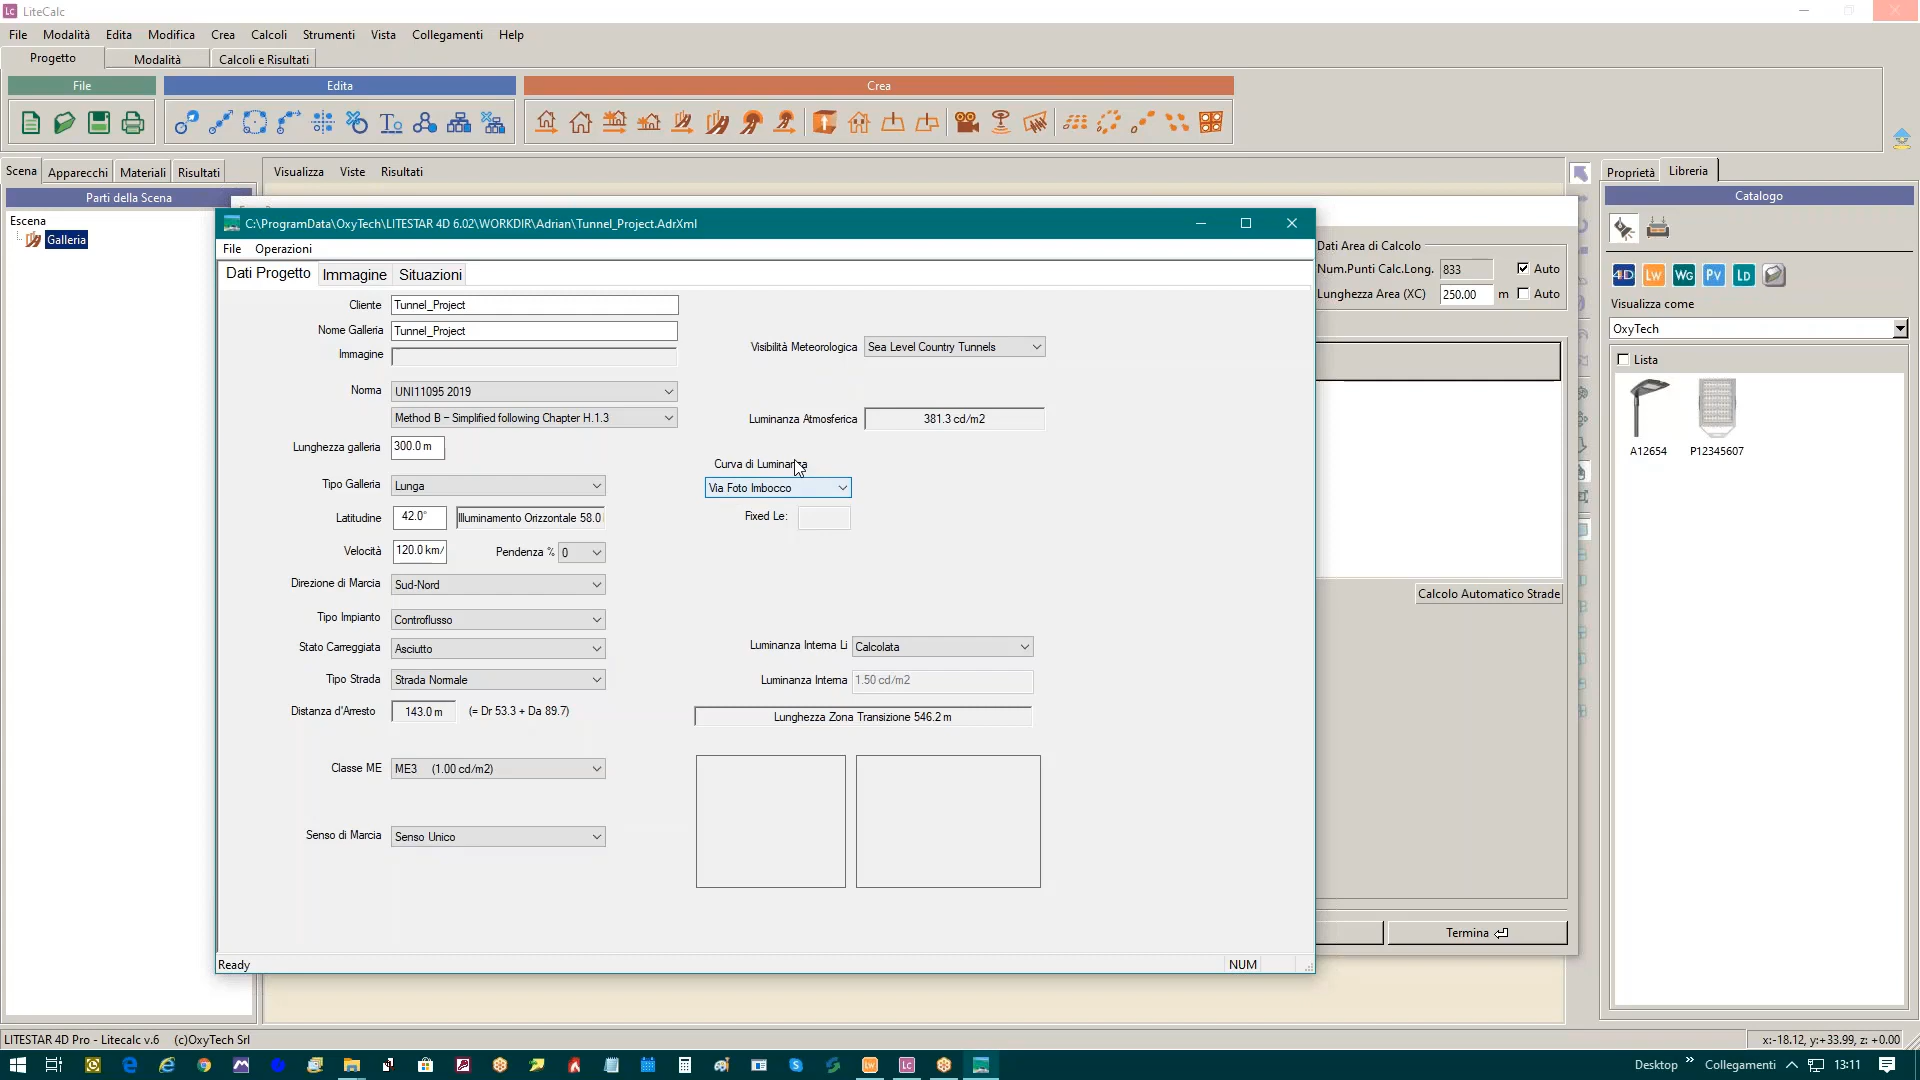 LiteCalc
File Modalità Edita Modifica Crea Calcoli Strumenti Vista Collegamenti Help
Progetto Modalità Calcoli e Risultati
File Edita Crea
Scena Apparecchi Materiali Risultati
Visualizza Viste Risultati
Proprietà Libreria
Parti della Scena
Catalogo
Escena
Galleria
C:\ProgramData\OxyTech\LITESTAR 4D 6.02\WORKDIR\Adrian\Tunnel_Project.AdrXml
File Operazioni
Dati Progetto Immagine Situazioni
Dati Area di Calcolo
Num.Punti Calc.Long. 833 Auto
Lunghezza Area (XC) 250.00 m Auto
4D LW WG PV LD
Visualizza come
OxyTech
Lista
A12654 P12345607
Cliente Tunnel_Project
Nome Galleria Tunnel_Project
Immagine
Visibilità Meteorologica Sea Level Country Tunnels
Norma UNI11095 2019
Method B – Simplified following Chapter H.1.3
Luminanza Atmosferica 381.3 cd/m2
Lunghezza galleria 300.0 m
Curva di Luminanza
Tipo Galleria Lunga
Via Foto Imbocco
Latitudine 42.0° Illuminamento Orizzontale 58.0
Fixed Le:
Velocità 120.0 km/ Pendenza % 0
Direzione di Marcia Sud-Nord
Tipo Impianto Controflusso
Stato Carreggiata Asciutto
Luminanza Interna Li Calcolata
Tipo Strada Strada Normale
Luminanza Interna 1.50 cd/m2
Distanza d'Arresto 143.0 m (= Dr 53.3 + Da 89.7)
Lunghezza Zona Transizione 546.2 m
Classe ME ME3 (1.00 cd/m2)
Senso di Marcia Senso Unico
Calcolo Automatico Strade
Termina
Ready
NUM
LITESTAR 4D Pro - Litecalc v.6 (c)OxyTech Srl
x:-18.12, y:+33.99, z: +0.00
Desktop Collegamenti 13:11